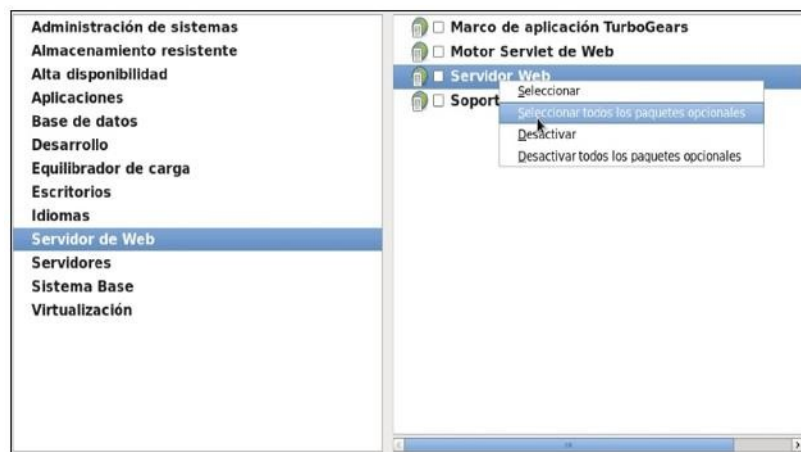 Administración de sistemas
Almacenamiento resistente
Alta disponibilidad
Aplicaciones
Base de datos
Desarrollo
Equilibrador de carga
Escritorios
Idiomas
Servidor de Web
Servidores
Sistema Base
Virtualización
Marco de aplicación TurboGears
Motor Servlet de Web
Servidor Web
Soport
Seleccionar
Seleccionar todos los paquetes opcionales
Desactivar
Desactivar todos los paquetes opcionales